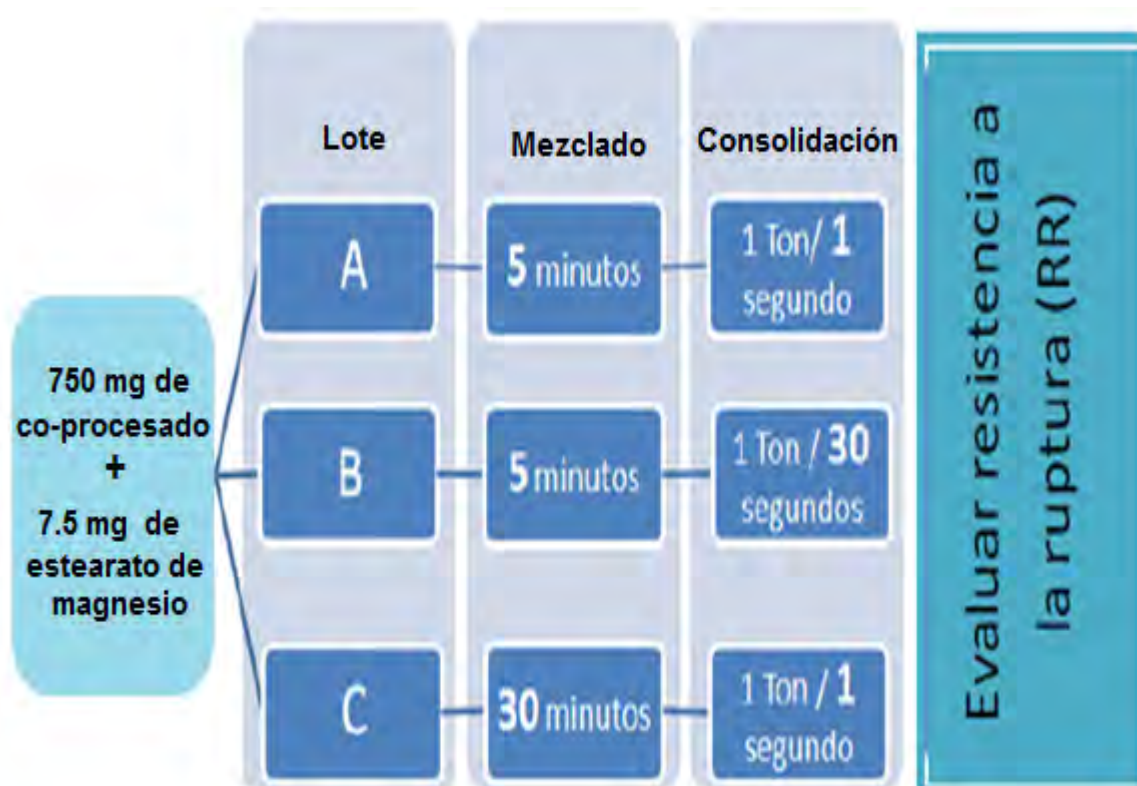 750 mg de
co-procesado
+
7.5 mg de
estearato de
magnesio
Lote
Mezclado
Consolidación
A
5 minutos
1 Ton/ 1
segundo
B
5 minutos
1 Ton / 30
segundos
C
30 minutos
1 Ton / 1
segundo
Evaluar resistencia a
la ruptura (RR)